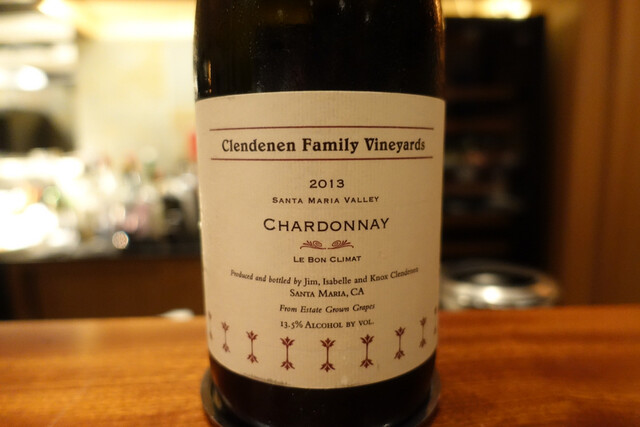 Clendenen Family Vineyards
2013
SANTA MARIA VALLEY
CHARDONNAY
LE BON CLIMAT
Produced and bottled by Jim, Isabelle and Knox Clendenen
SANTA MARIA, CA
From Estate Grown Grapes
13.5% ALCOHOL BY VOL.